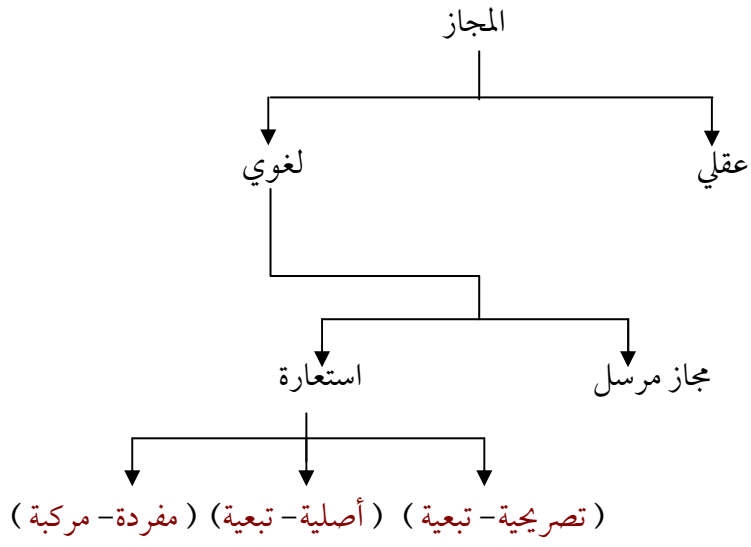 المجاز
عقلي لغوي
مجاز مرسل استعارة
( تصريحية- تبعية ) ( أصلية- تبعية) ( مفردة- مركبة )